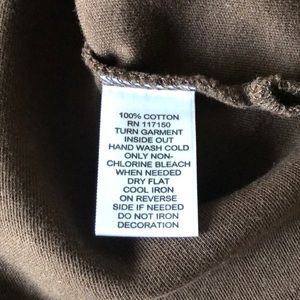 100% COTTON
RN 117150
TURN GARMENT
INSIDE OUT
HAND WASH COLD
ONLY NON-
CHLORINE BLEACH
WHEN NEEDED
DRY FLAT
COOL IRON
ON REVERSE
SIDE IF NEEDED
DO NOT IRON
DECORATION